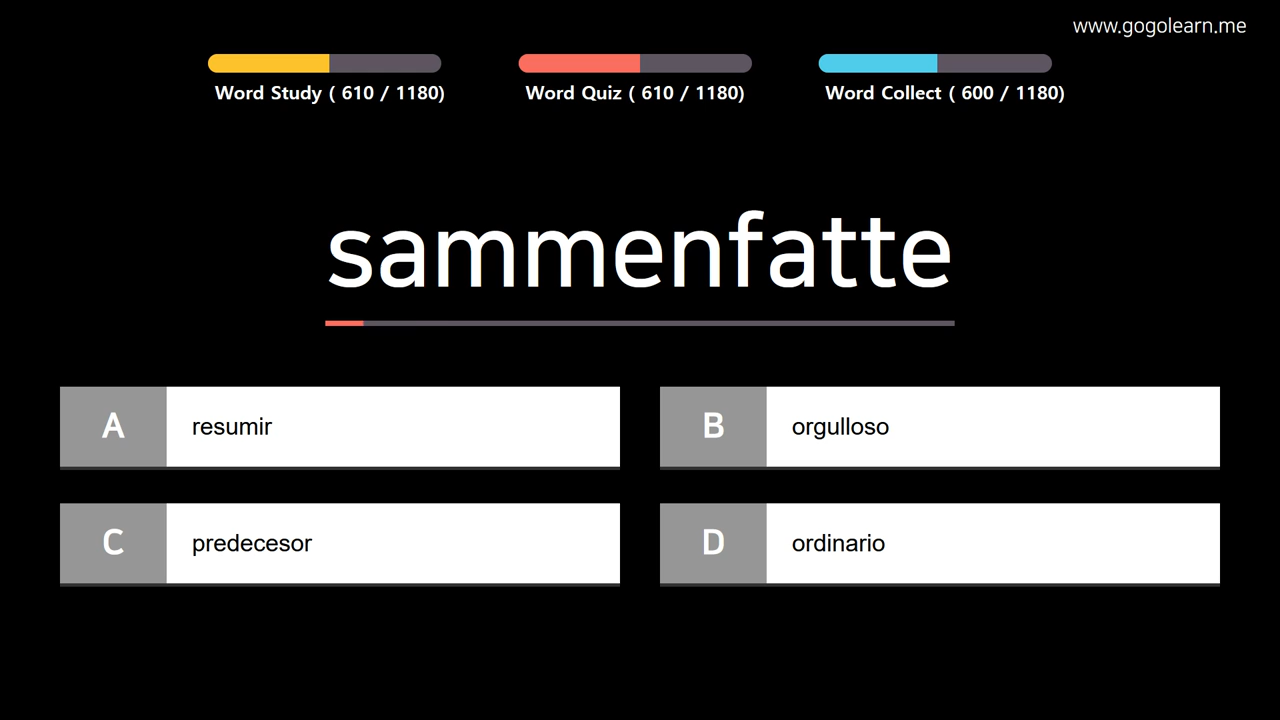 www.gogolearn.me
Word Study ( 610 / 1180)
Word Quiz ( 610 / 1180)
Word Collect ( 600 / 1180)
sammenfatte
A resumir
B orgulloso
C predecesor
D ordinario